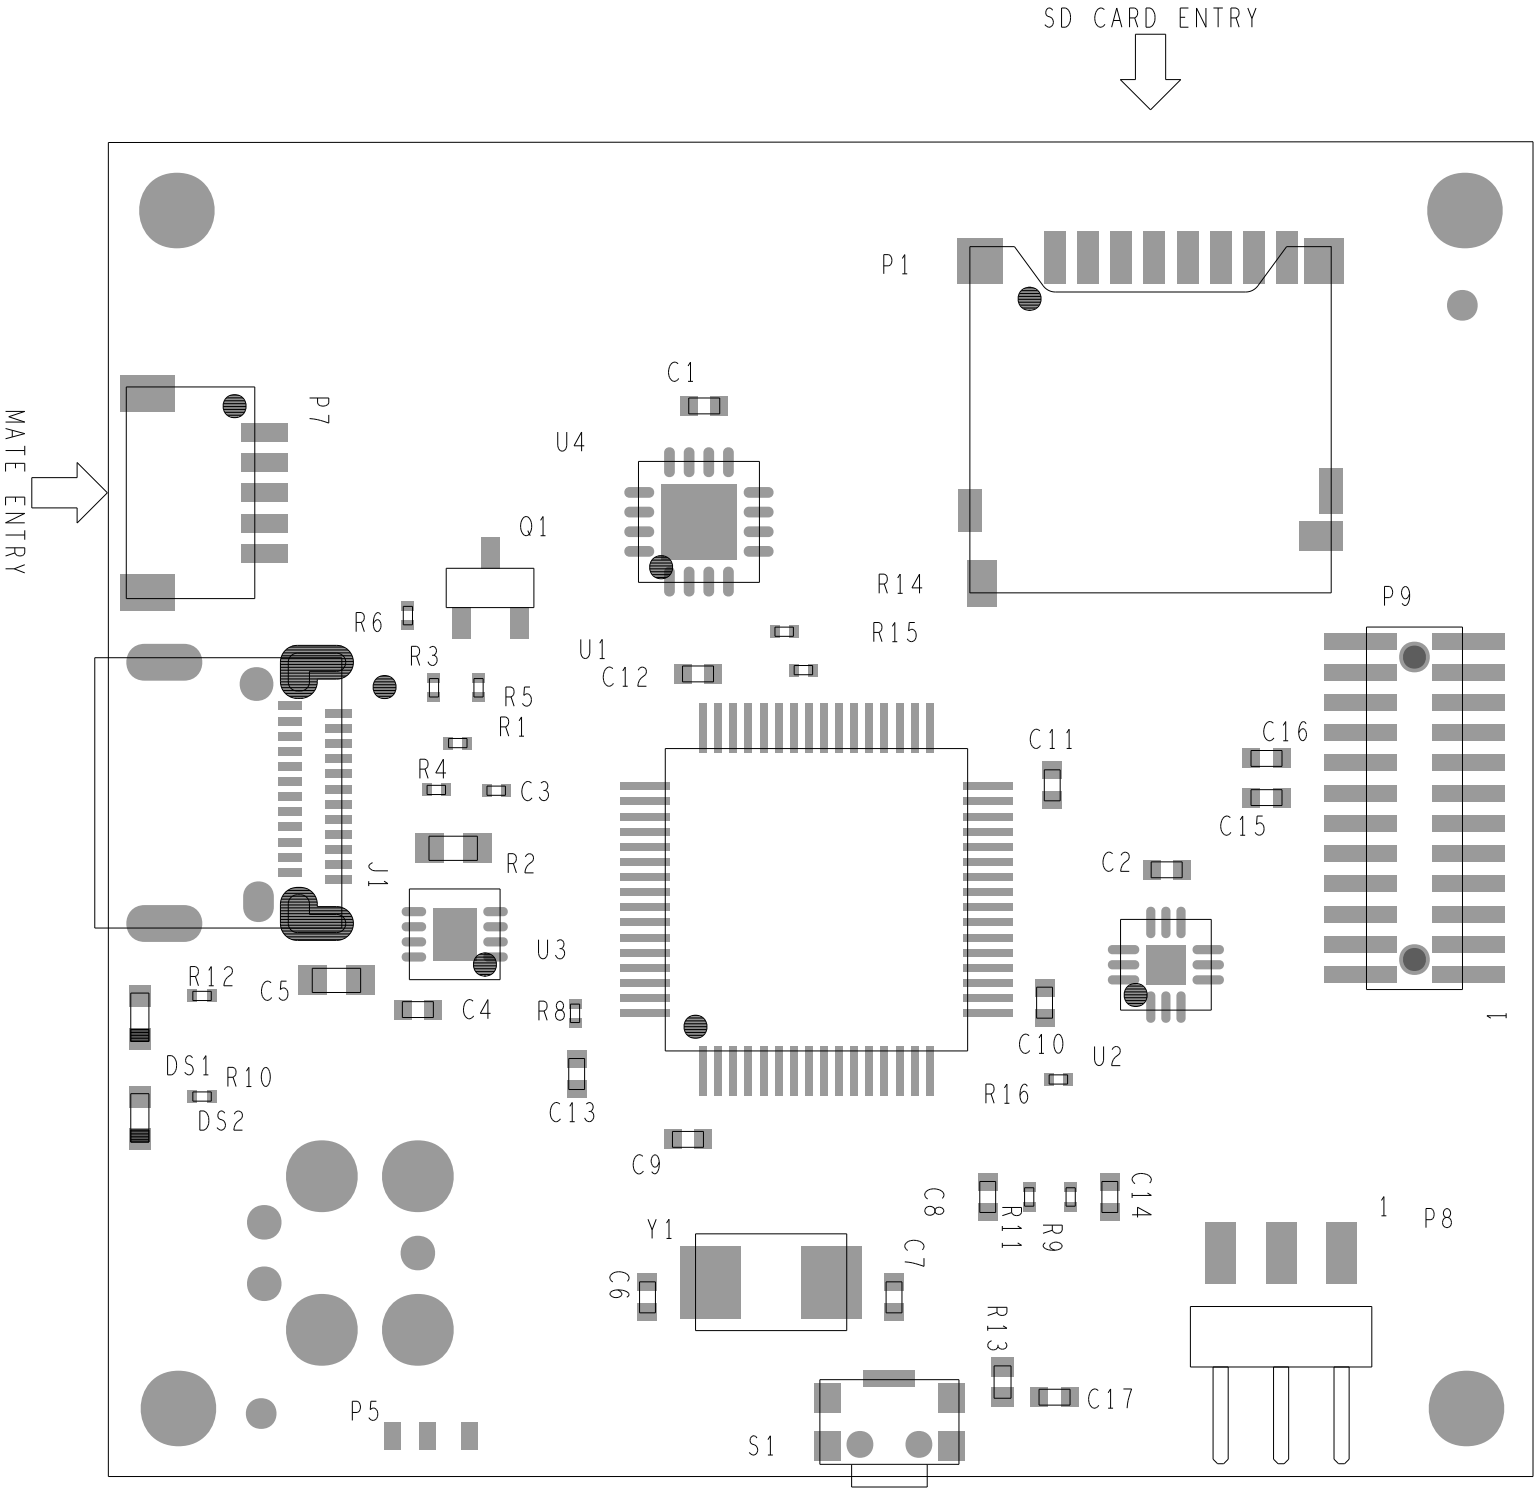 SD CARD ENTRY
P1
C1
P7
MATE ENTRY
U4
Q1
R14
P9
R6
R15
U1
R3
C12
R5
R1
C16
C11
R4
C3
C15
R2
C2
J1
U3
R12
C5
C4
R8
1
C10
U2
DS1
R10
R16
C13
DS2
C9
C8
C14
R11
R9
1
P8
Y1
C7
C6
R13
C17
P5
S1